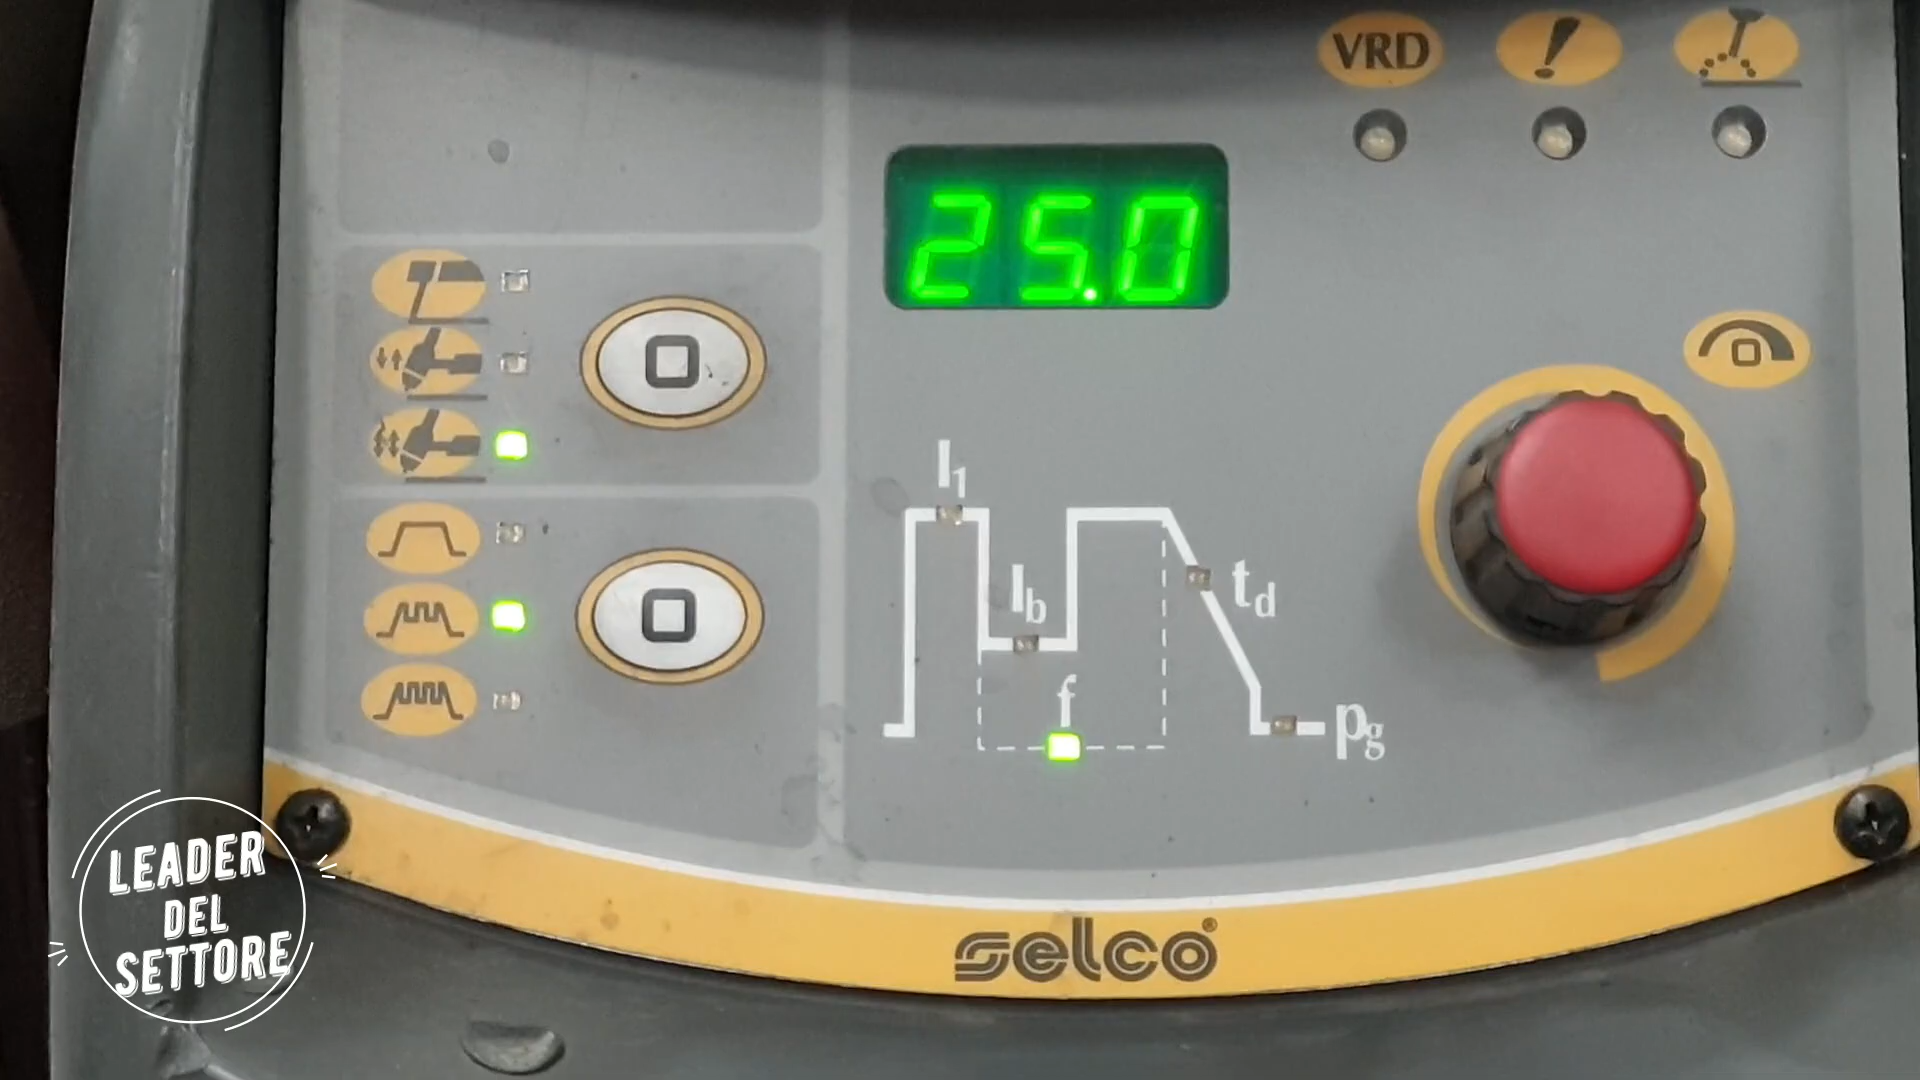 VRD
25.0
I1
Ib
td
f
pg
selco
LEADER
DEL
SETTORE